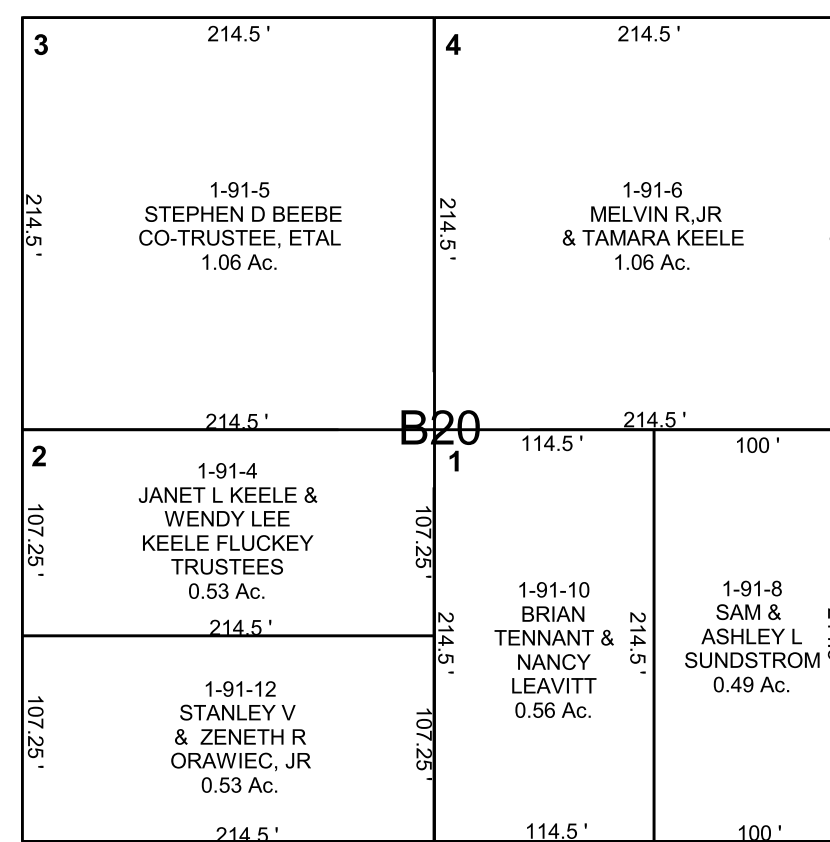 3
214.5 '
214.5 '
1-91-5
STEPHEN D BEEBE
CO-TRUSTEE, ETAL
1.06 Ac.
214.5 '
4
214.5 '
214.5 '
1-91-6
MELVIN R,JR
& TAMARA KEELE
1.06 Ac.
214.5 '
B20
2
1-91-4
JANET L KEELE &
WENDY LEE
KEELE FLUCKEY
TRUSTEES
0.53 Ac.
107.25 '
107.25 '
214.5 '
1-91-12
STANLEY V
& ZENETH R
ORAWIEC, JR
0.53 Ac.
107.25 '
107.25 '
214.5 '
1
114.5 '
214.5 '
1-91-10
BRIAN
TENNANT &
NANCY
LEAVITT
0.56 Ac.
214.5 '
114.5 '
100 '
1-91-8
SAM &
ASHLEY L
SUNDSTROM
0.49 Ac.
100 '